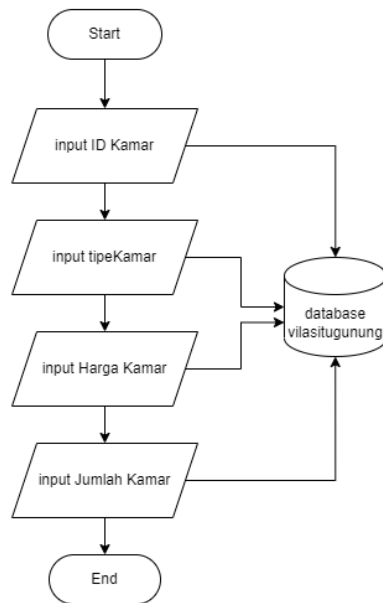 Start
input ID Kamar
input tipeKamar
database
vilasitugunung
input Harga Kamar
input Jumlah Kamar
End